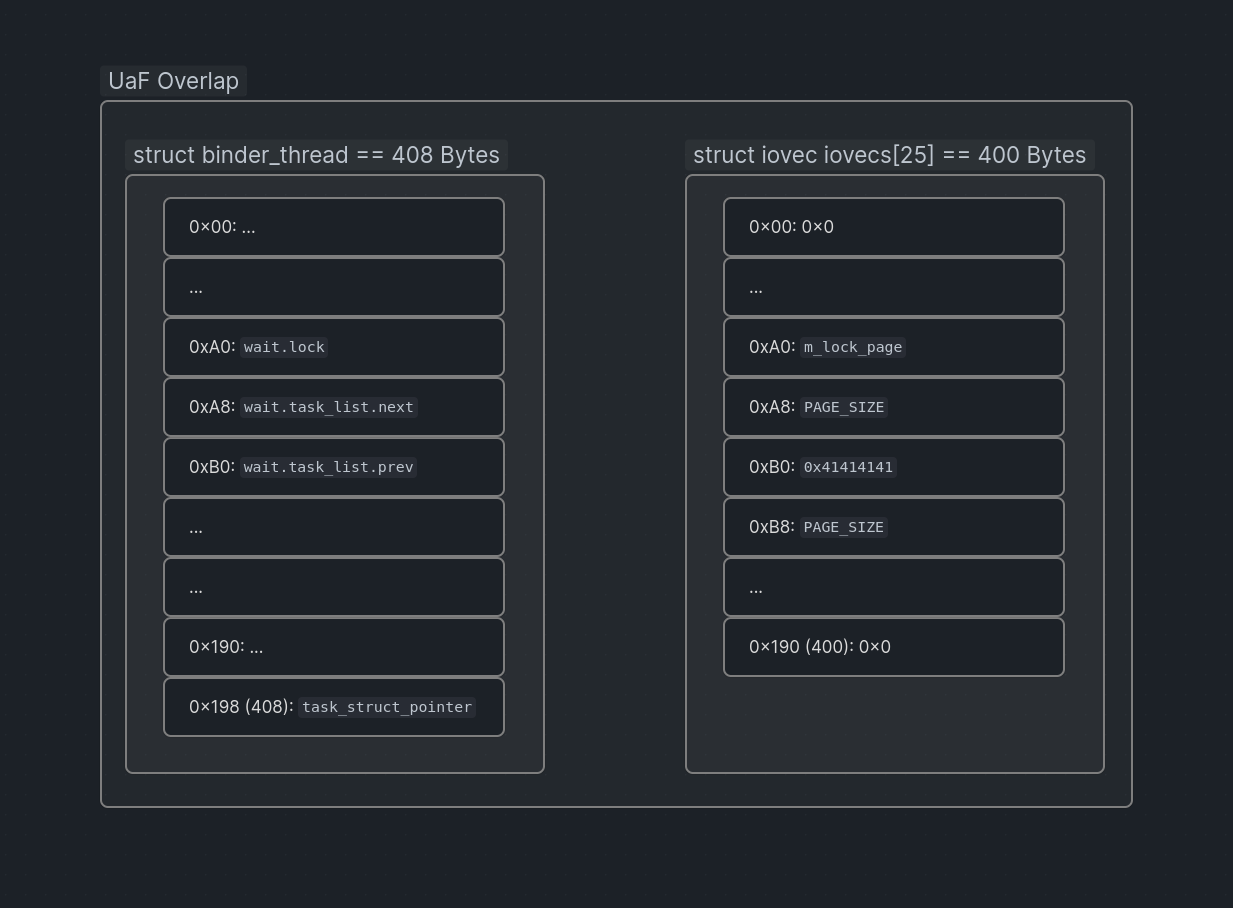 UaF Overlap
struct binder_thread == 408 Bytes
0×00: ...
...
0xA0: wait.lock
0xA8: wait.task_list.next
0xB0: wait.task_list.prev
...
...
0×190: ...
0×198 (408): task_struct_pointer
struct iovec iovecs[25] == 400 Bytes
0×00: 0×0
...
0xA0: m_lock_page
0xA8: PAGE_SIZE
0xB0: 0x41414141
0xB8: PAGE_SIZE
...
0×190 (400): 0×0